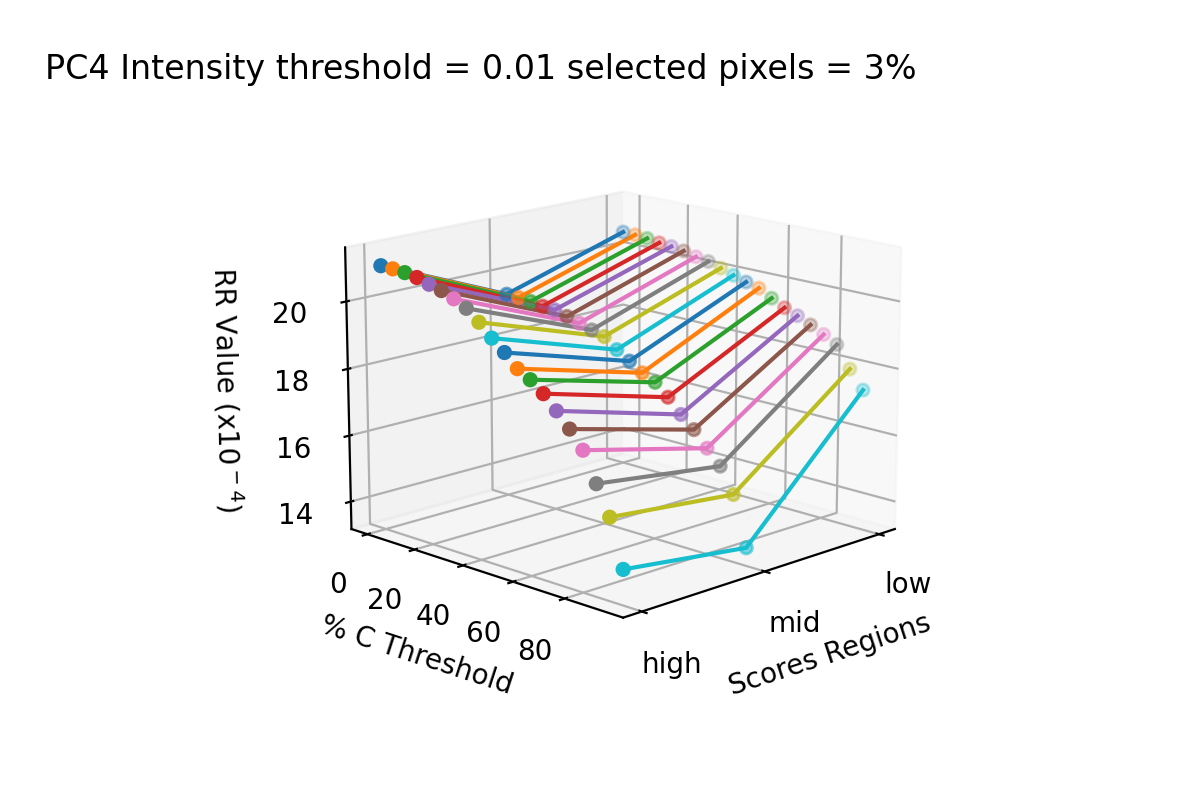 PC4 Intensity threshold = 0.01 selected pixels = 3%
RR Value (x10⁻⁴)
20
18
16
14
0
20
40
60
80
% C Threshold
high
mid
low
Scores Regions